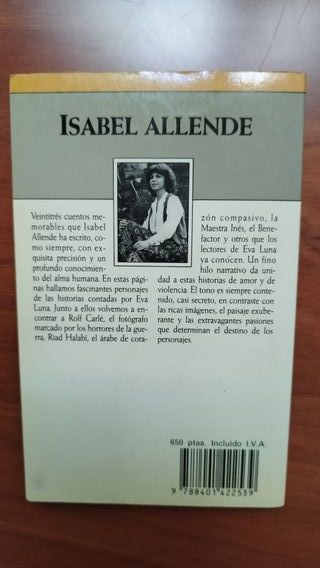 ISABEL ALLENDE
Veintitrés cuentos me-
morables que Isabel
Allende ha escrito, co-
mo siempre, con ex-
quisita precisión y un
profundo conocimien-
to del alma humana. En estas pági-
nas hallamos fascinantes personajes
de las historias contadas por Eva
Luna. Junto a ellos volvemos a en-
contrar a Rolf Carlé, el fotógrafo
marcado por los horrores de la gue-
rra, Riad Halabí, el árabe de cora-
zón compasivo, la
Maestra Inés, el Bene-
factor y otros que los
lectores de Eva Luna
ya conocen. Un fino
hilo narrativo da uni-
dad a estas historias de amor y de
violencia. El tono es siempre conte-
nido, casi secreto, en contraste con
las ricas imágenes, el paisaje exube-
rante y las extravagantes pasiones
que determinan el destino de los
personajes.
650 ptas. Incluido I.V.A.
9 788401 422539